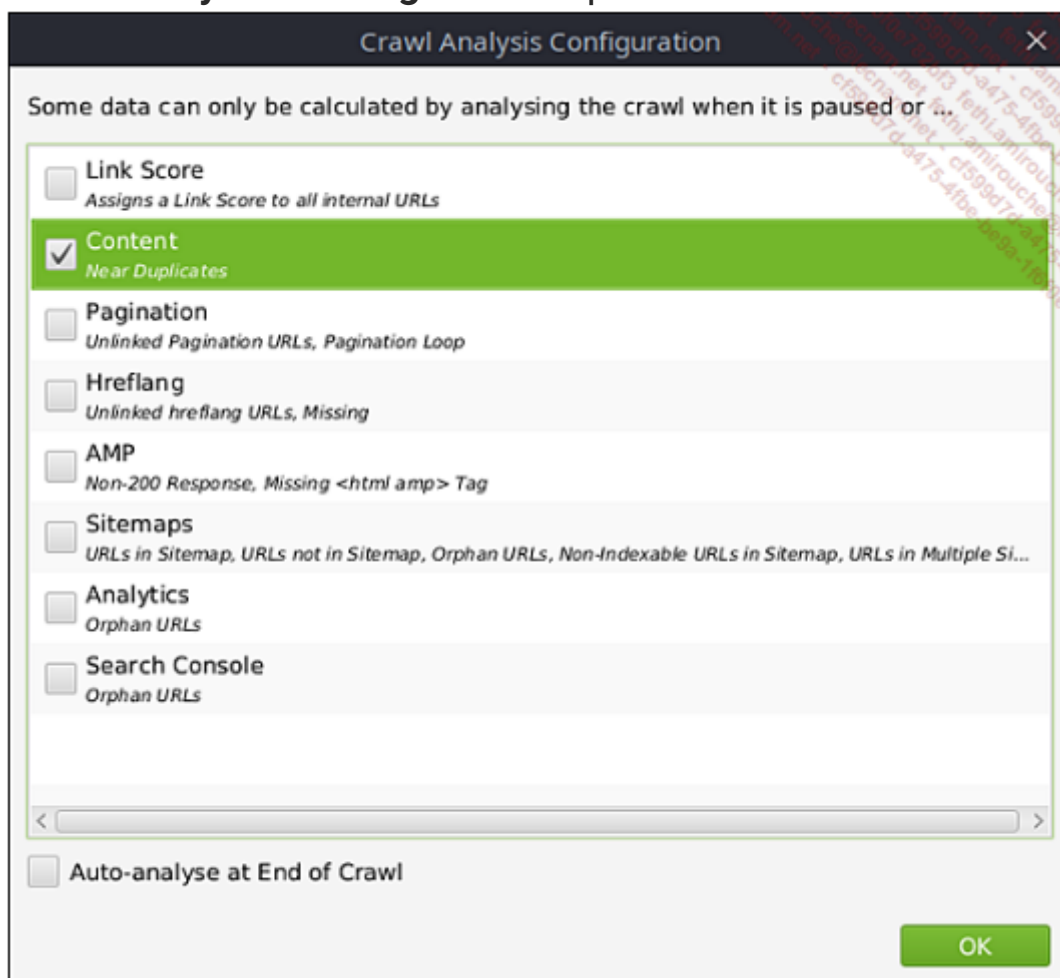 Crawl Analysis Configuration
Some data can only be calculated by analysing the crawl when it is paused or ...
Link Score
Assigns a Link Score to all internal URLs
Content
Near Duplicates
Pagination
Unlinked Pagination URLs, Pagination Loop
Hreflang
Unlinked hreflang URLs, Missing
AMP
Non-200 Response, Missing <html amp> Tag
Sitemaps
URLs in Sitemap, URLs not in Sitemap, Orphan URLs, Non-Indexable URLs in Sitemap, URLs in Multiple Si...
Analytics
Orphan URLs
Search Console
Orphan URLs
Auto-analyse at End of Crawl
OK